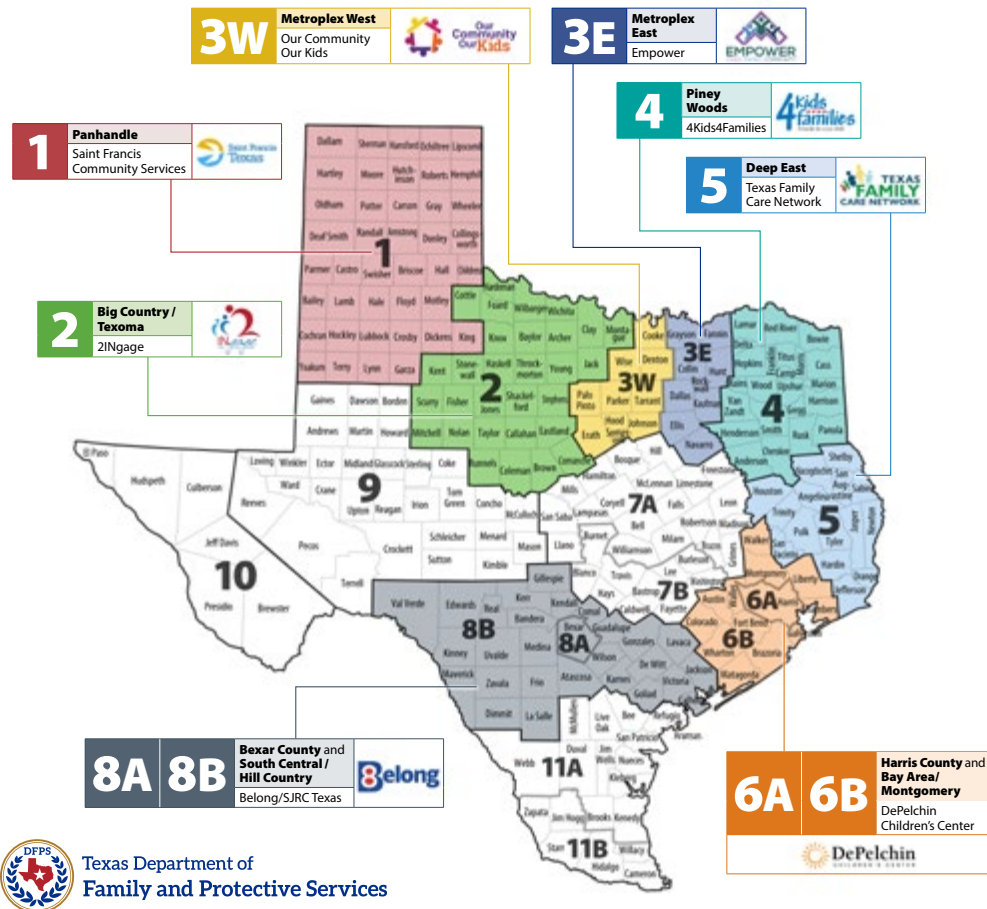 3W
Metroplex West
Our Community
Our Kids
Our
Community
OurKids
3E
Metroplex
East
Empower
EMPOWER
4
Piney
Woods
4Kids4Families
4kids
families
1
Panhandle
Saint Francis
Community Services
Saint Francis
Texas
5
Deep East
Texas Family
Care Network
TEXAS
FAMILY
CARE NETWORK
2
Big Country /
Texoma
2INgage
INgage
Dallam Sherman Hansford Ochiltree Lipscomb
Hartley Moore Hutch-
inson Roberts Hemphill
Oldham Potter Carson Gray Wheeler
Deaf Smith Randall Armstrong Donley Collings-
worth
1
Parmer Castro Swisher Briscoe Hall Childress
Bailey Lamb Hale Floyd Motley Cottle
Hardeman
Foard Wilbarger Wichita
Clay Monta-
gue Cooke Grayson Fannin
Lamar Red River
Bowie
Delta
Cochran Hockley Lubbock Crosby Dickens King
Knox Baylor Archer
Jack Wise Denton Collin Hunt
3E
Hopkins Franklin Titus Camp Morris Cass
Yoakum Terry Lynn Garza
Kent Stone-
wall Haskell Throck-
morton Young
3W
Palo
Pinto Parker Tarrant Dallas Rock-
wall Kaufman
Rains Wood Upshur Marion
Van
Zandt Harrison
Gregg
Gaines Dawson Borden
Scurry Fisher Jones Shackel-
ford Stephens
2
Hood Johnson Ellis
Erath Somervell
4
Smith Rusk Panola
Henderson
Andrews Martin Howard Mitchell Nolan Taylor Callahan Eastland
Navarro
Anderson Cherokee
El Paso
Hudspeth Culberson
Loving Winkler Ector Midland Glasscock Sterling Coke Runnels Coleman Brown Comanche
Hamilton Bosque Hill
Freestone
Shelby
Nacogdoches San
Aug- Sabine
Reeves Ward Crane Upton Reagan Irion Tom
Green Concho
9
McCulloch San Saba Mills Lampasas Coryell McLennan Limestone
Falls Leon
7A
Bell
Houston Angelina
Trinity
Polk Tyler Jasper Newton
5
San
Jacinto Hardin Orange
Jefferson
Jeff Davis
Pecos
Crockett
Schleicher Menard
Sutton Kimble
Mason Llano Burnet
Williamson Milam Robertson Madison
Brazos Grimes Walker
Burleson
10
Presidio Brewster
Terrell
Val Verde Edwards Real Kerr Gillespie
Blanco Travis Hays Bastrop Lee
Washington
7B
Caldwell Fayette
Montgomery Liberty
Austin
6A
Harris
Chambers
Colorado Fort Bend
6B
Wharton Brazoria
Matagorda
Bandera Kendall Comal
8B
Kinney Uvalde Medina
Bexar Guadalupe
8A
Wilson Gonzales Lavaca
De Witt Jackson
Maverick Zavala Frio Atascosa Karnes Victoria
Goliad
Dimmit La Salle McMullen Live
Oak Bee Refugio
San Patricio Aransas
Webb Duval Jim
Wells Nueces
11A
Kleberg
Zapata Jim Hogg Brooks Kenedy
Starr
11B
Willacy
Hidalgo
Cameron
8A 8B
Bexar County and
South Central /
Hill Country
Belong/SJRC Texas
Belong
6A 6B
Harris County and
Bay Area/
Montgomery
DePelchin
Children's Center
DePelchin
CHILDREN'S CENTER
DFPS
Texas Department of
Family and Protective Services